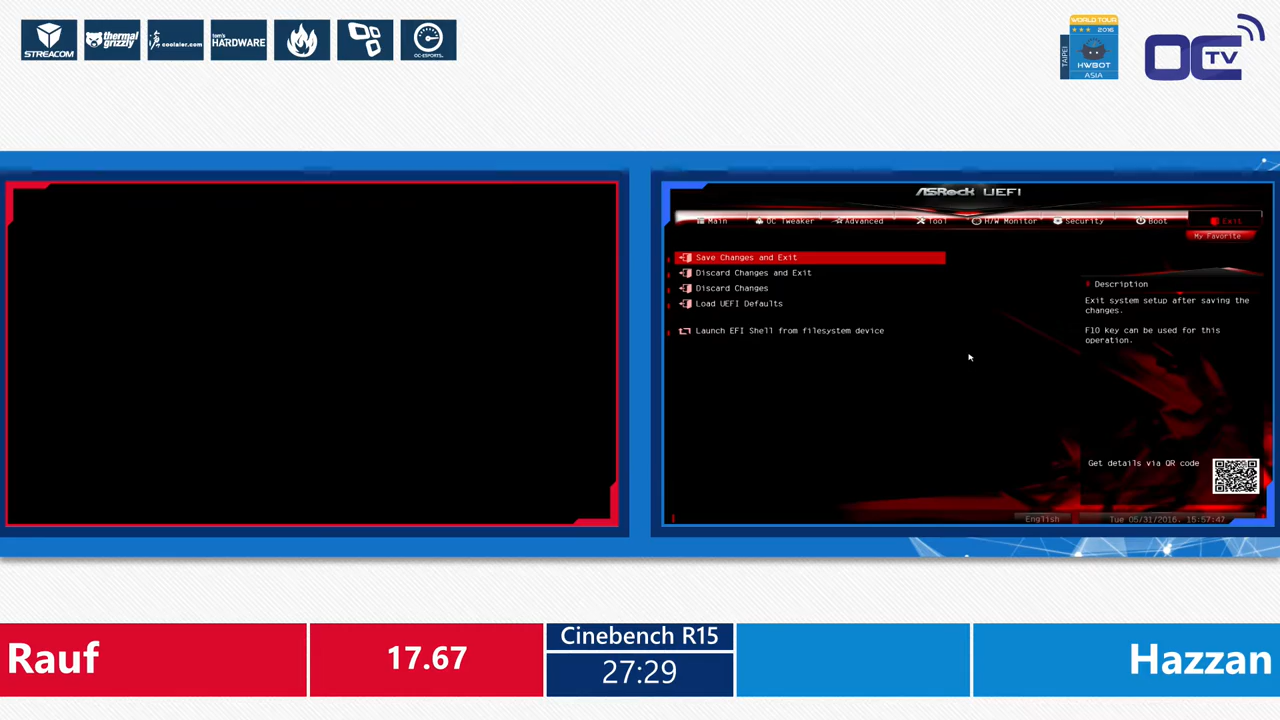 STREACOM
thermal grizzly
coolaler.com
tom's HARDWARE
OC-ESPORTS
WORLD TOUR
2016
TAIPEI
HWBOT
ASIA
OC TV
ASRock UEFI
Main
OC Tweaker
Advanced
Tool
H/W Monitor
Security
Boot
Exit
My Favorite
Save Changes and Exit
Discard Changes and Exit
Discard Changes
Load UEFI Defaults
Launch EFI Shell from filesystem device
Description
Exit system setup after saving the
changes.
F10 key can be used for this
operation.
Get details via QR code
English
Tue 05/31/2016. 15:57:47
Rauf
17.67
Cinebench R15
27:29
Hazzan